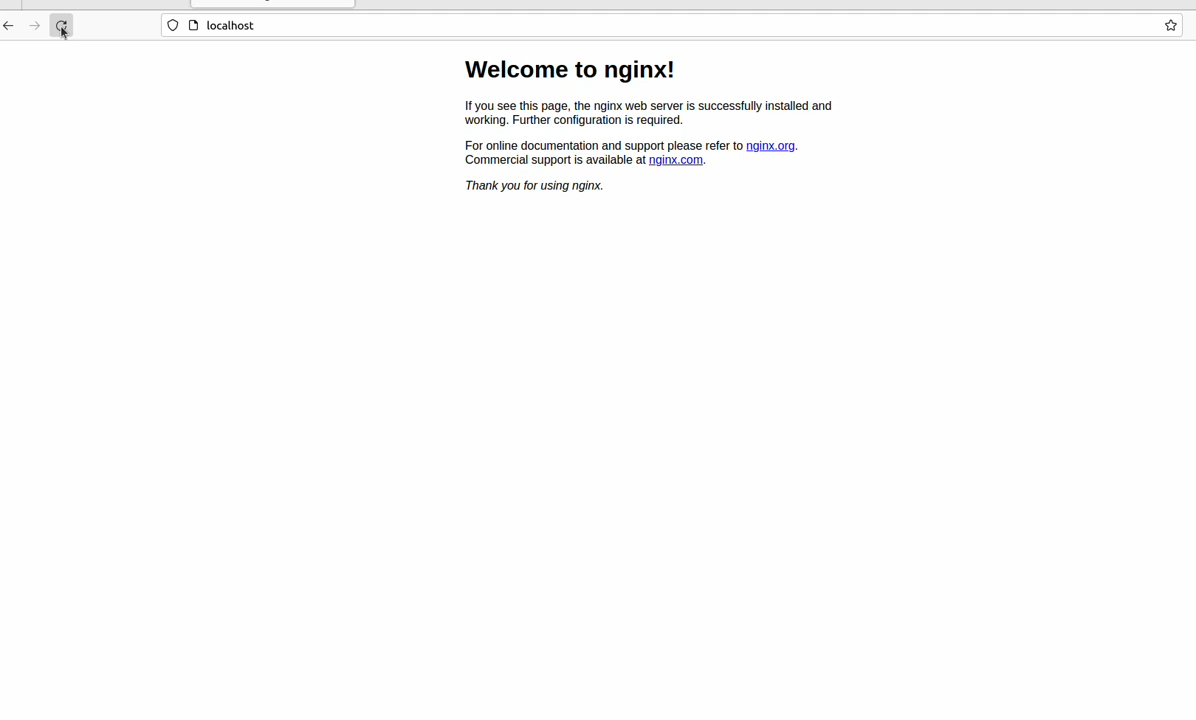 localhost
Welcome to nginx!
If you see this page, the nginx web server is successfully installed and
working. Further configuration is required.
For online documentation and support please refer to nginx.org.
Commercial support is available at nginx.com.
Thank you for using nginx.